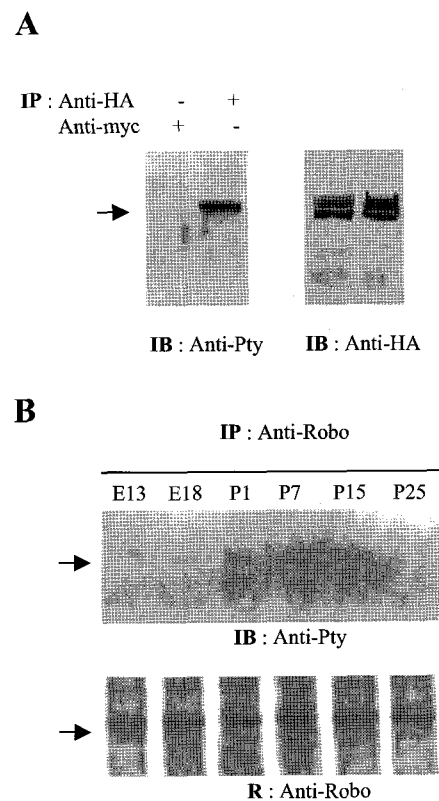 A
IP : Anti-HA - +
Anti-myc + -
IB : Anti-Pty IB : Anti-HA
B
IP : Anti-Robo
E13 E18 P1 P7 P15 P25
IB : Anti-Pty
R : Anti-Robo